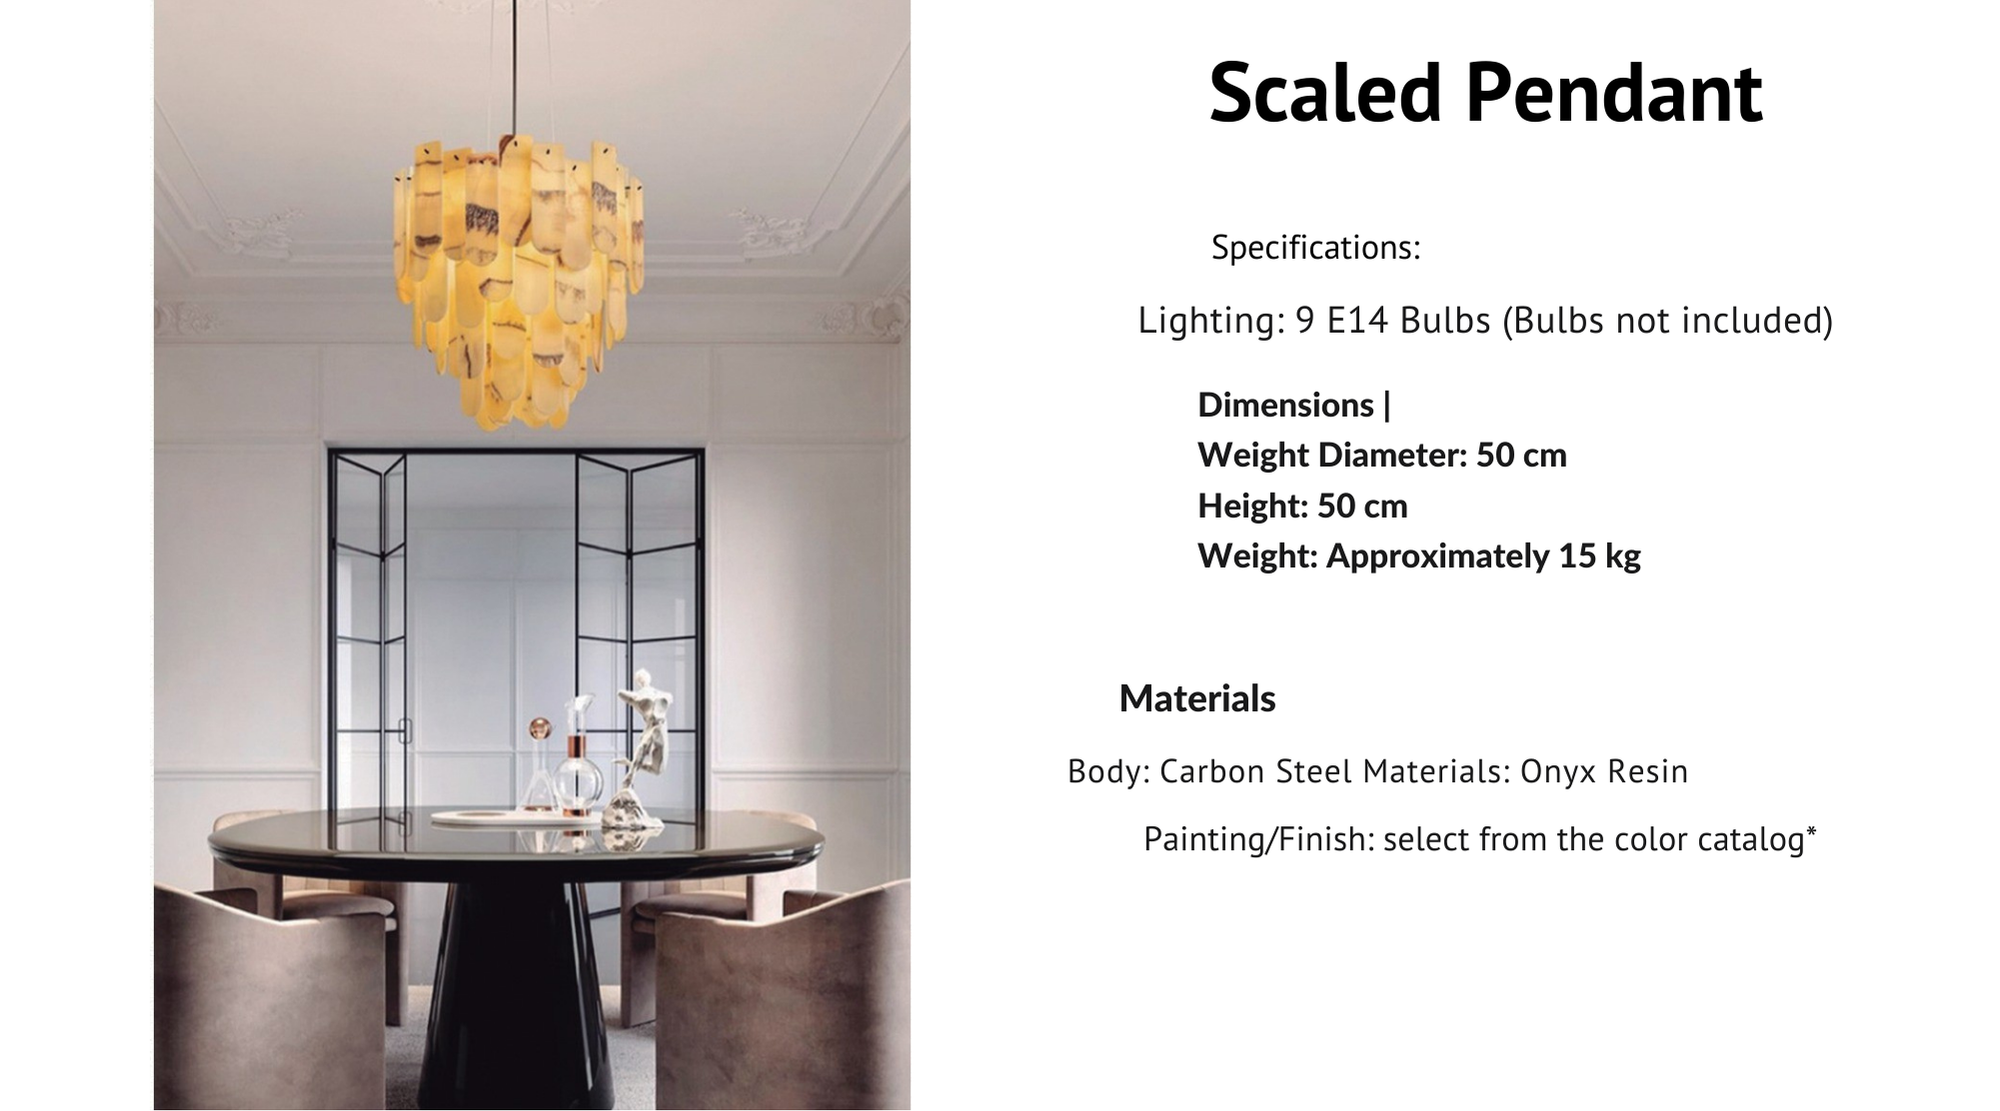 Scaled Pendant
Specifications:
Lighting: 9 E14 Bulbs (Bulbs not included)
Dimensions |
Weight Diameter: 50 cm
Height: 50 cm
Weight: Approximately 15 kg
Materials
Body: Carbon Steel Materials: Onyx Resin
Painting/Finish: select from the color catalog*